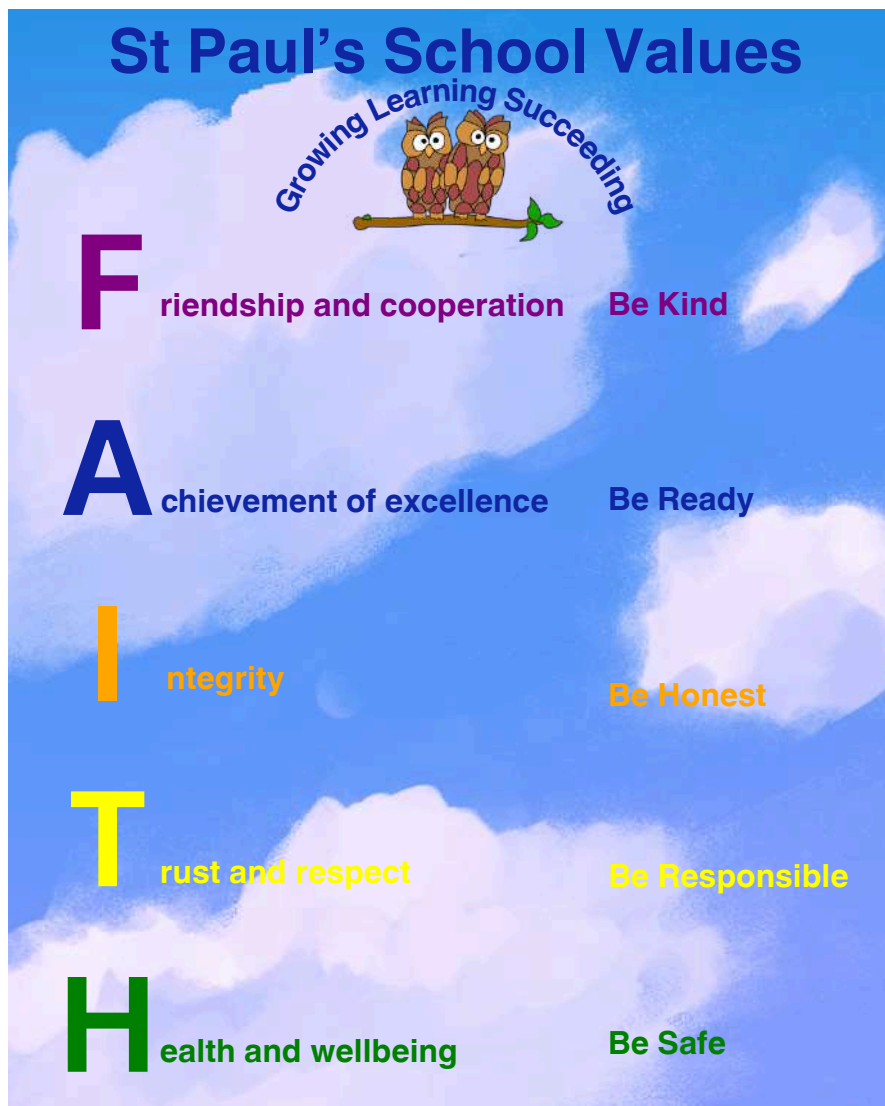 St Paul's School Values
Growing Learning Succeeding
Friendship and cooperation Be Kind
Achievement of excellence Be Ready
Integrity Be Honest
Trust and respect Be Responsible
Health and wellbeing Be Safe